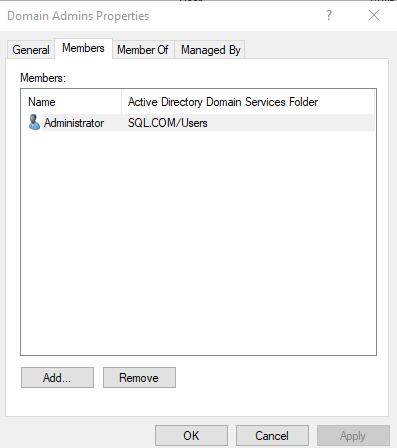 Domain Admins Properties ?
General Members Member Of Managed By
Members:
Name Active Directory Domain Services Folder
Administrator SQL.COM/Users
Add... Remove
OK Cancel Apply